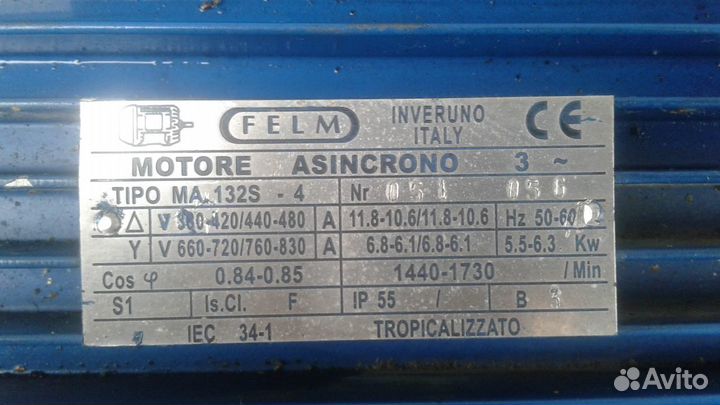 FELM
INVERUNO
ITALY
CE
MOTORE ASINCRONO 3 ~
TIPO MA 132S - 4 Nr 051 056
Δ V 380-420/440-480 A 11.8-10.6/11.8-10.6 Hz 50-60
Y V 660-720/760-830 A 6.8-6.1/6.8-6.1 5.5-6.3 Kw
Cos φ 0.84-0.85 1440-1730 /Min
S1 Is.Cl. F IP 55 / B 3
IEC 34-1 TROPICALIZZATO
Avito